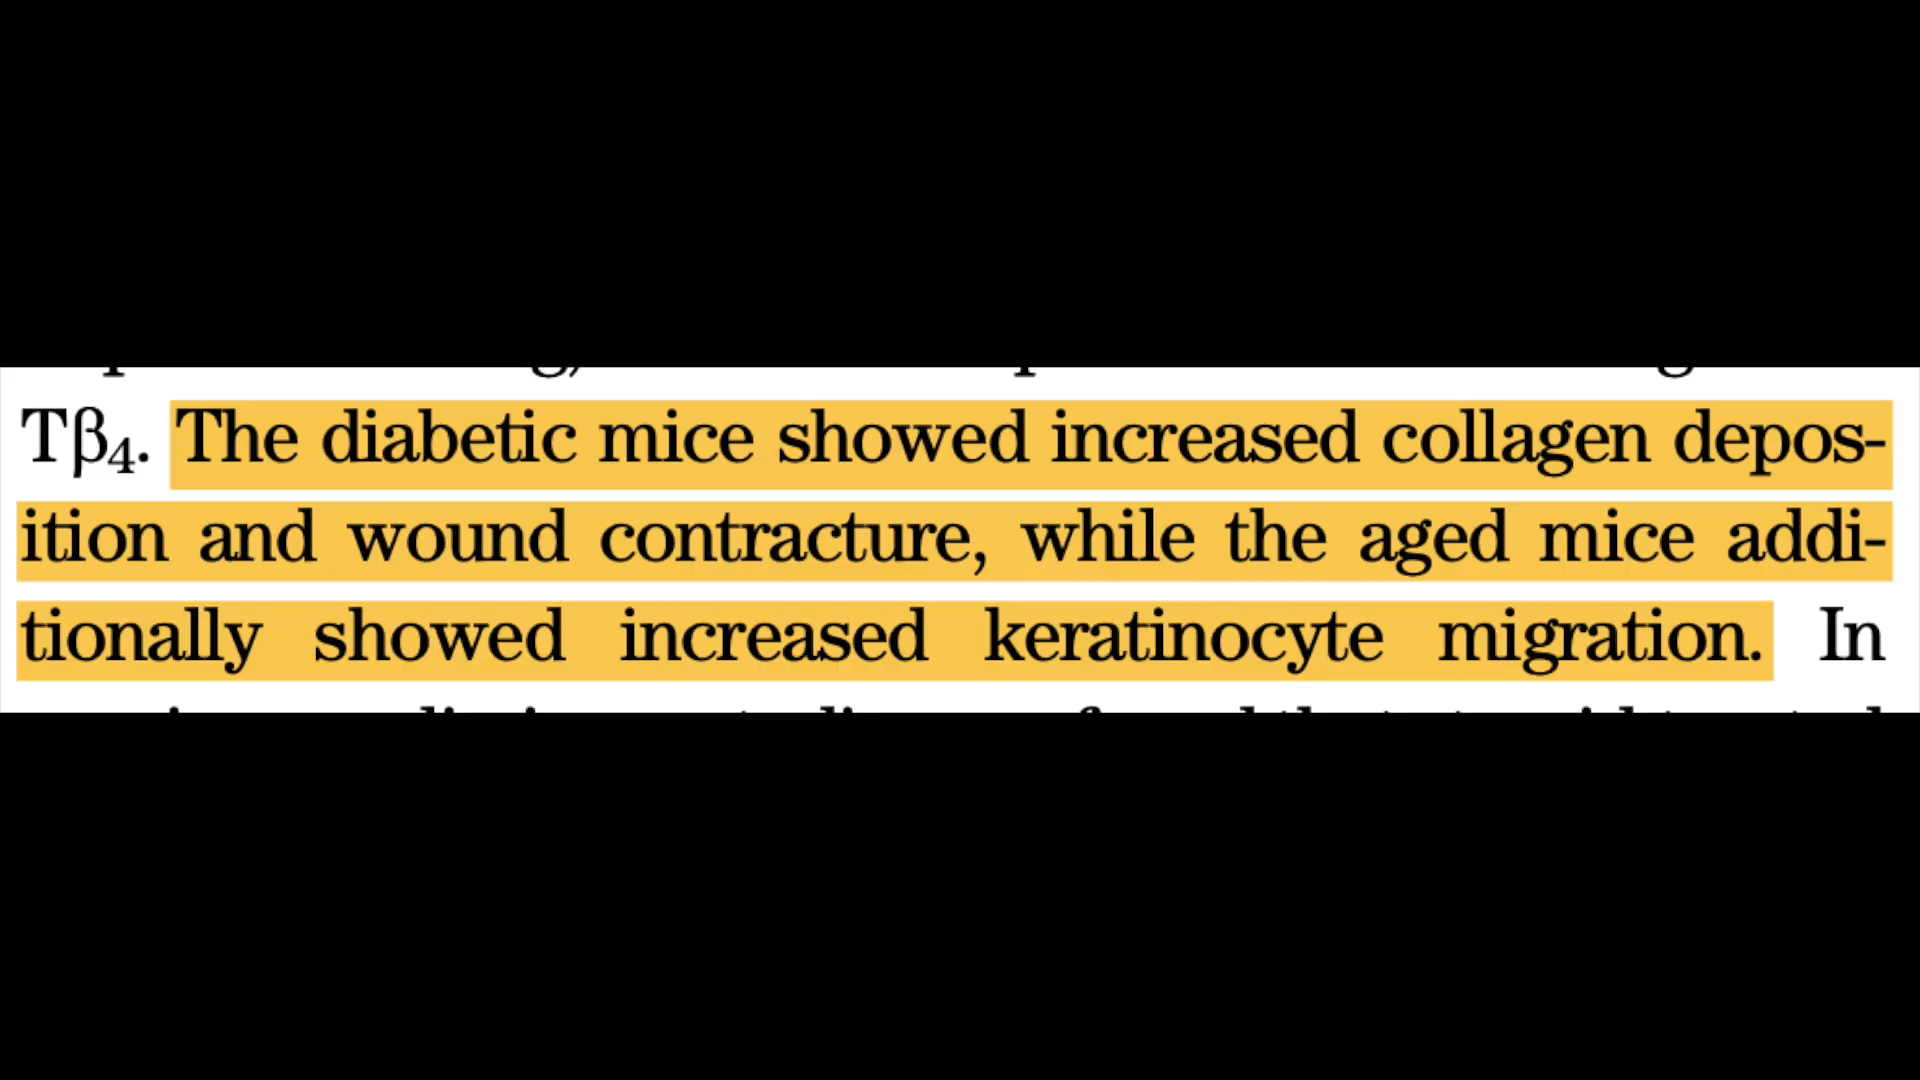 Tβ₄. The diabetic mice showed increased collagen depos-
ition and wound contracture, while the aged mice addi-
tionally showed increased keratinocyte migration. In